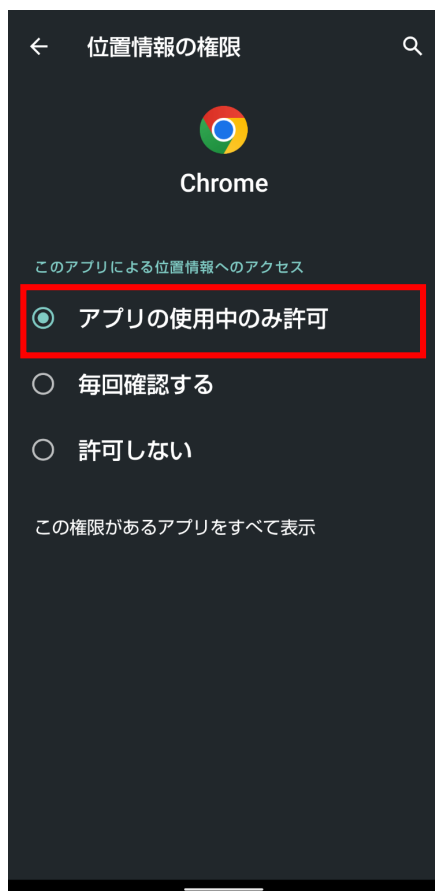 位置情報の権限
Chrome
このアプリによる位置情報へのアクセス
アプリの使用中のみ許可
毎回確認する
許可しない
この権限があるアプリをすべて表示